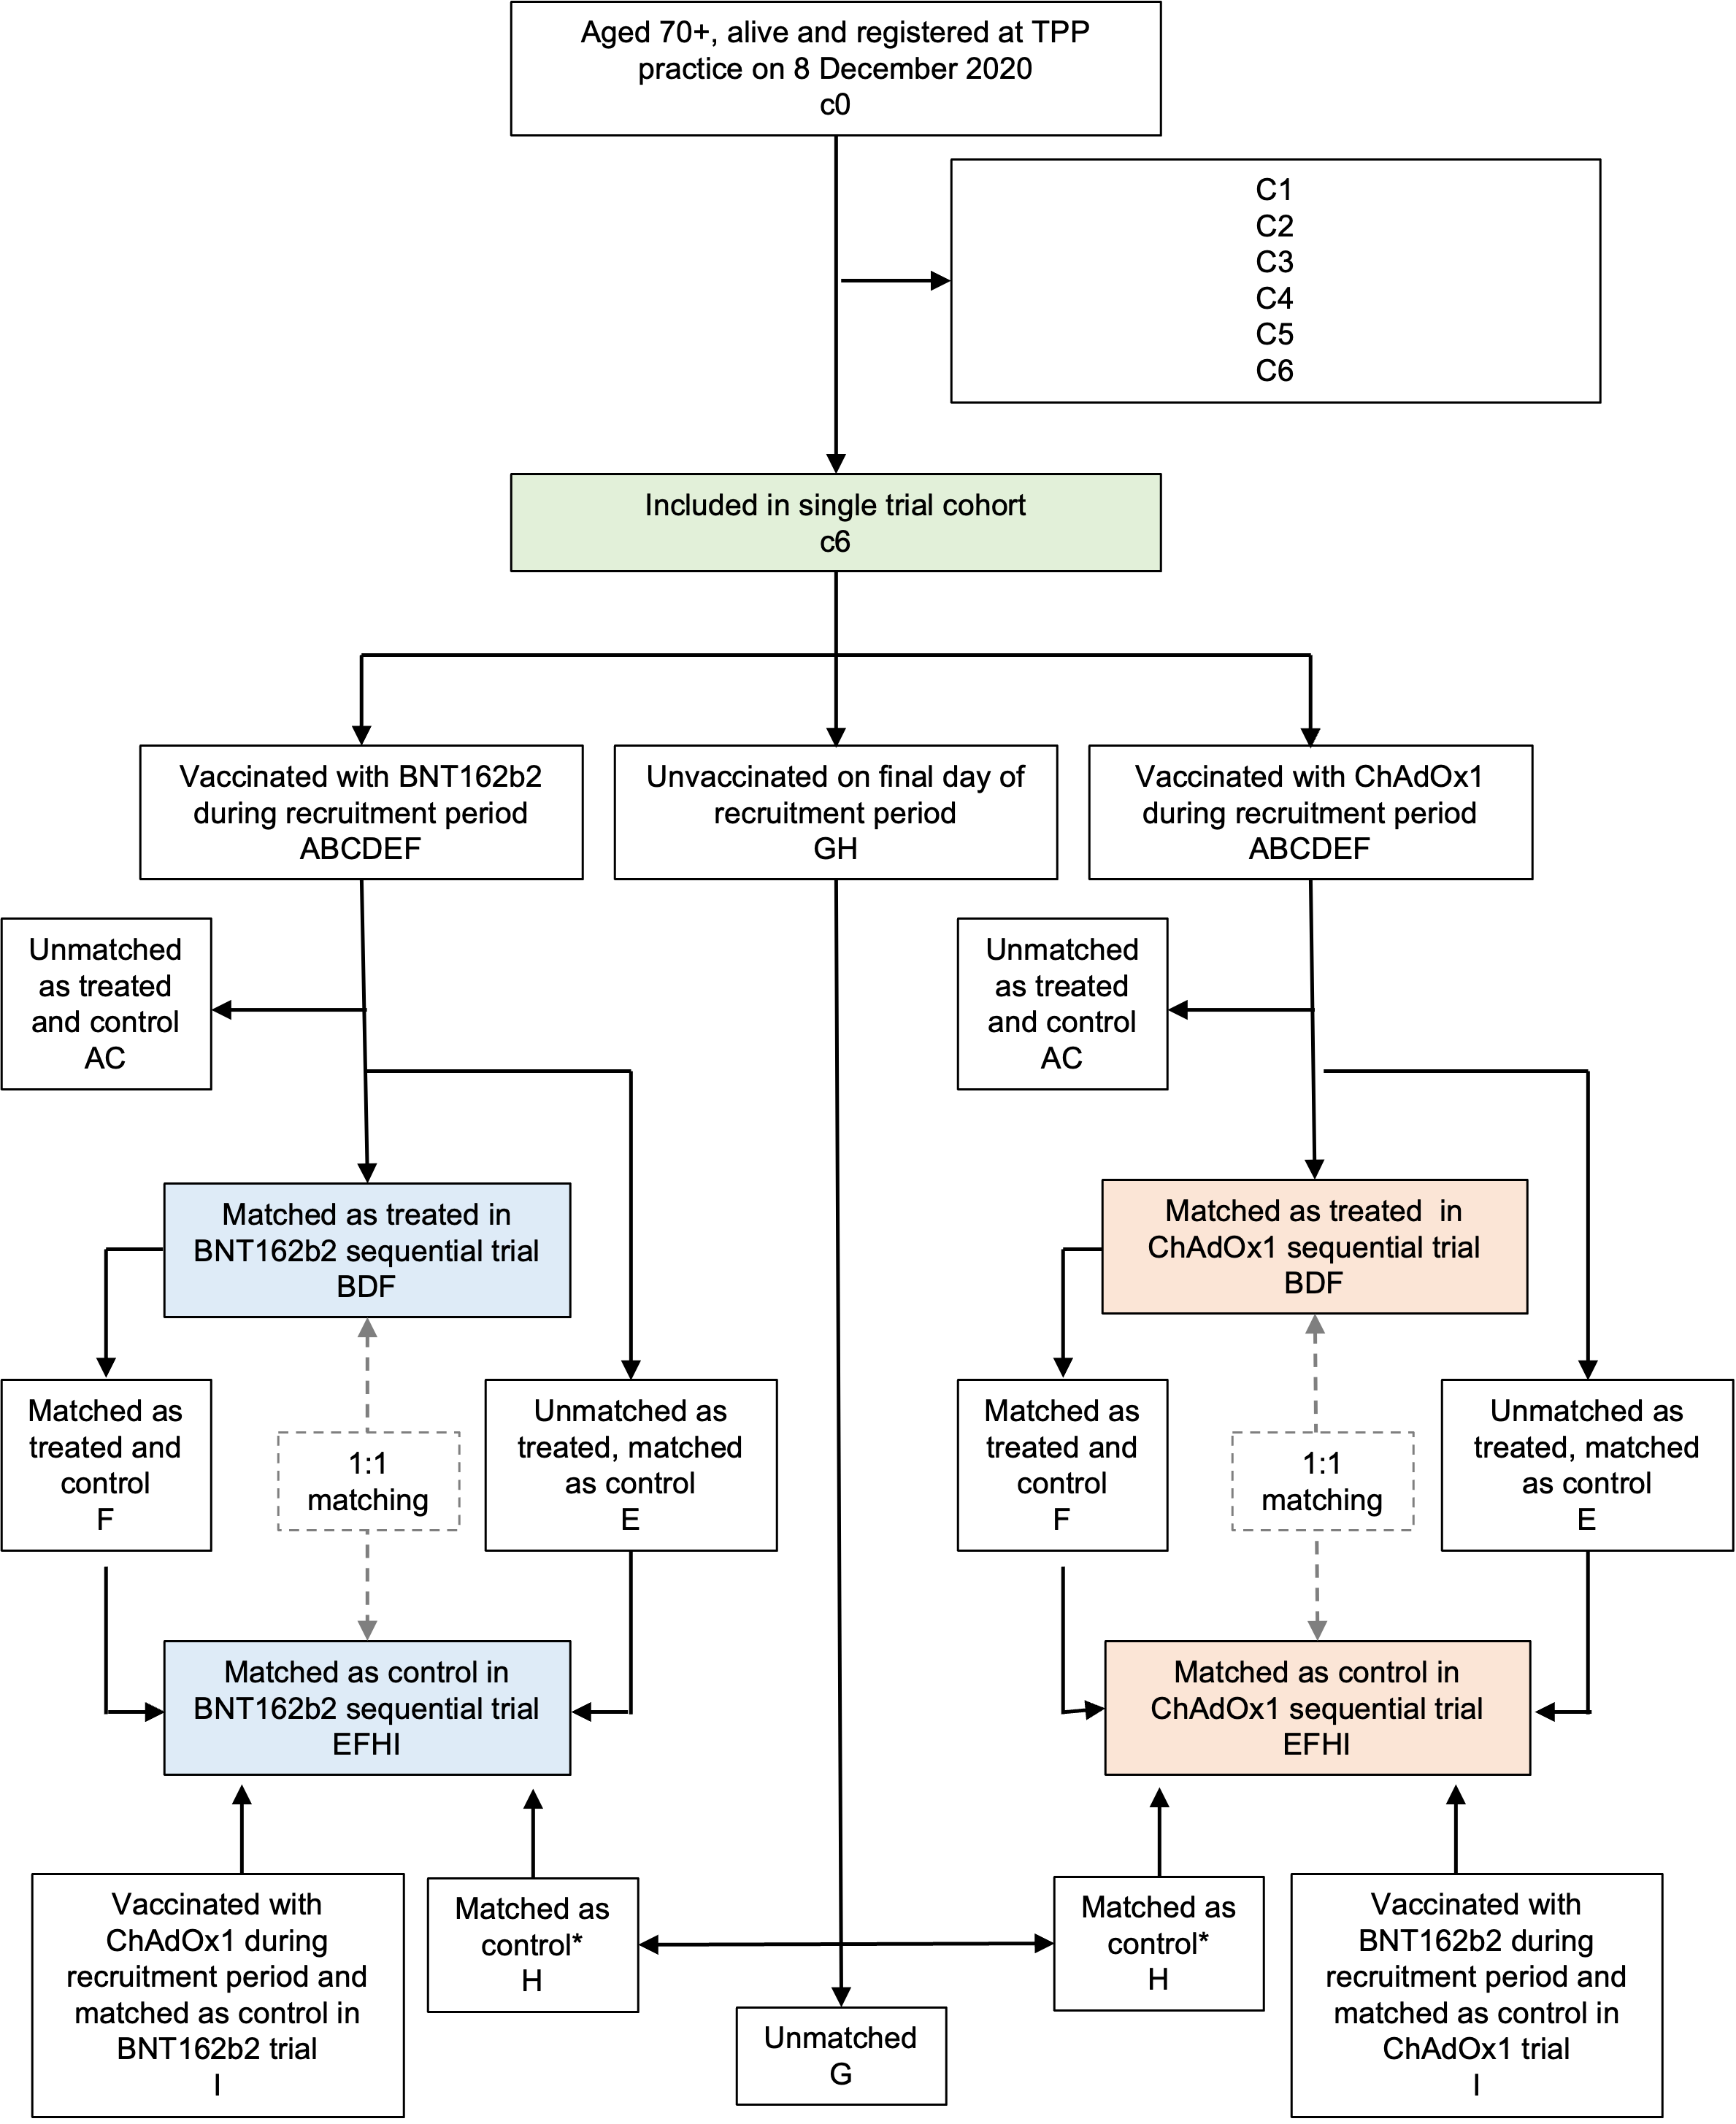 Aged 70+, alive and registered at TPP
practice on 8 December 2020
c0
C1
C2
C3
C4
C5
C6
Included in single trial cohort
c6
Vaccinated with BNT162b2
during recruitment period
ABCDEF
Unvaccinated on final day of
recruitment period
GH
Vaccinated with ChAdOx1
during recruitment period
ABCDEF
Unmatched
as treated
and control
AC
Unmatched
as treated
and control
AC
Matched as treated in
BNT162b2 sequential trial
BDF
Matched as treated  in
ChAdOx1 sequential trial
BDF
Matched as
treated and
control
F
1:1
matching
Unmatched as
treated, matched
as control
E
Matched as
treated and
control
F
1:1
matching
Unmatched as
treated, matched
as control
E
Matched as control in
BNT162b2 sequential trial
EFHI
Matched as control in
ChAdOx1 sequential trial
EFHI
Vaccinated with
ChAdOx1 during
recruitment period and
matched as control in
BNT162b2 trial
I
Matched as
control*
H
Unmatched
G
Matched as
control*
H
Vaccinated with
BNT162b2 during
recruitment period and
matched as control in
ChAdOx1 trial
I